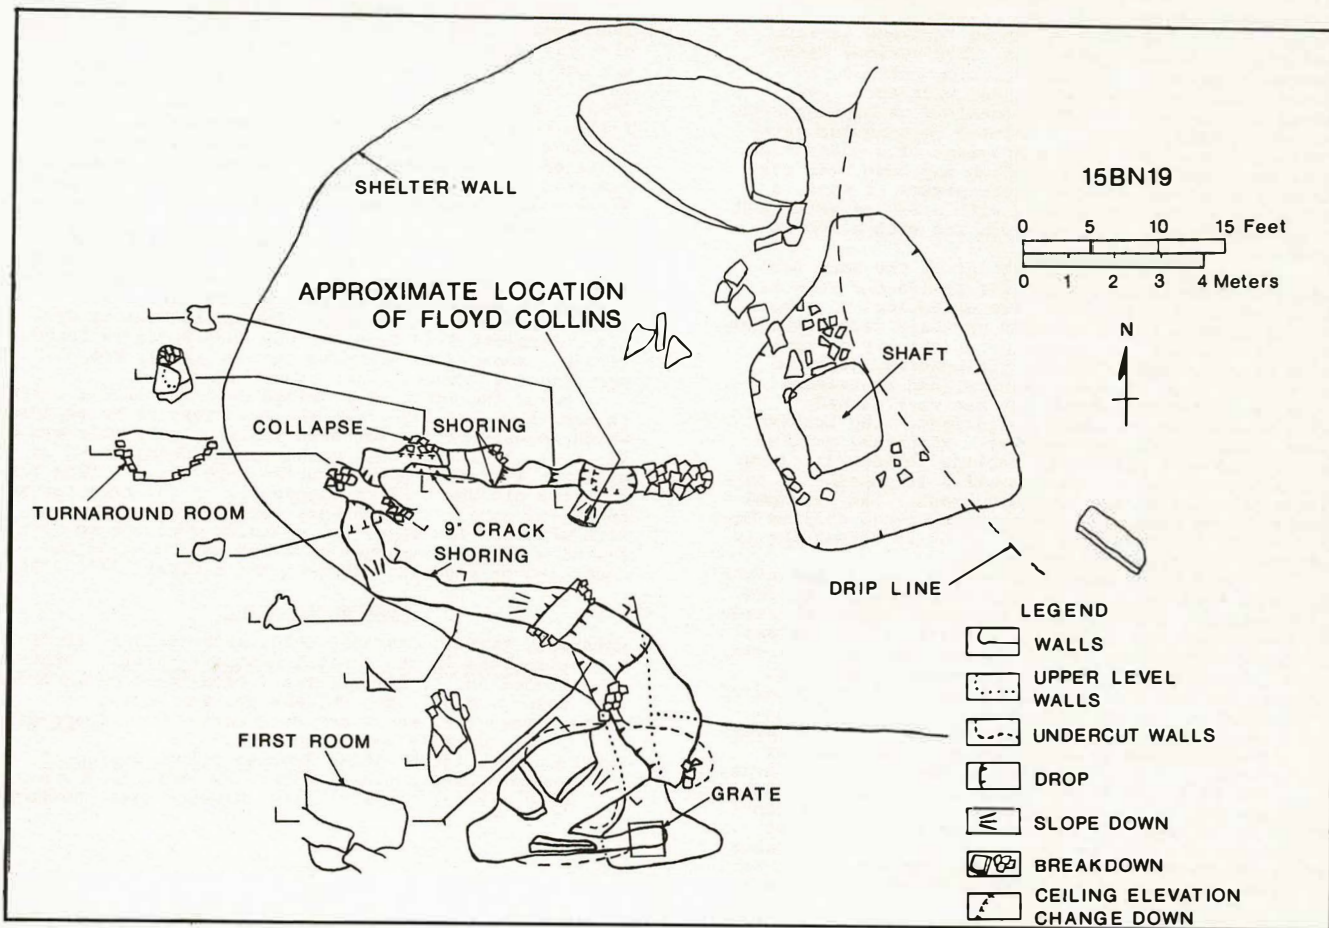 SHELTER WALL
15BN19
0 5 10 15 Feet
0 1 2 3 4 Meters
APPROXIMATE LOCATION
OF FLOYD COLLINS
N
SHAFT
COLLAPSE
SHORING
TURNAROUND ROOM
9" CRACK
SHORING
DRIP LINE
FIRST ROOM
GRATE
LEGEND
WALLS
UPPER LEVEL
WALLS
UNDERCUT WALLS
DROP
SLOPE DOWN
BREAKDOWN
CEILING ELEVATION
CHANGE DOWN